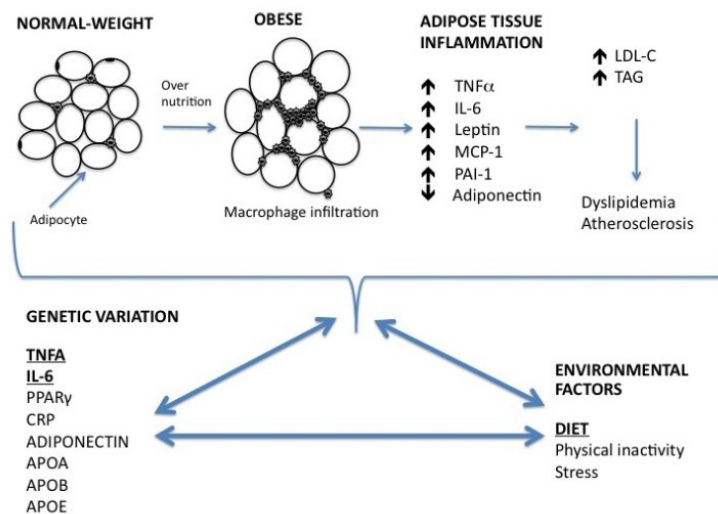 NORMAL-WEIGHT
Over
nutrition
Adipocyte
OBESE
Macrophage infiltration
ADIPOSE TISSUE
INFLAMMATION
🡅 TNFα
🡅 IL-6
🡅 Leptin
🡅 MCP-1
🡅 PAI-1
🡇 Adiponectin
🡅 LDL-C
🡅 TAG
Dyslipidemia
Atherosclerosis
GENETIC VARIATION
TNFA
IL-6
PPARγ
CRP
ADIPONECTIN
APOA
APOB
APOE
ENVIRONMENTAL
FACTORS
DIET
Physical inactivity
Stress